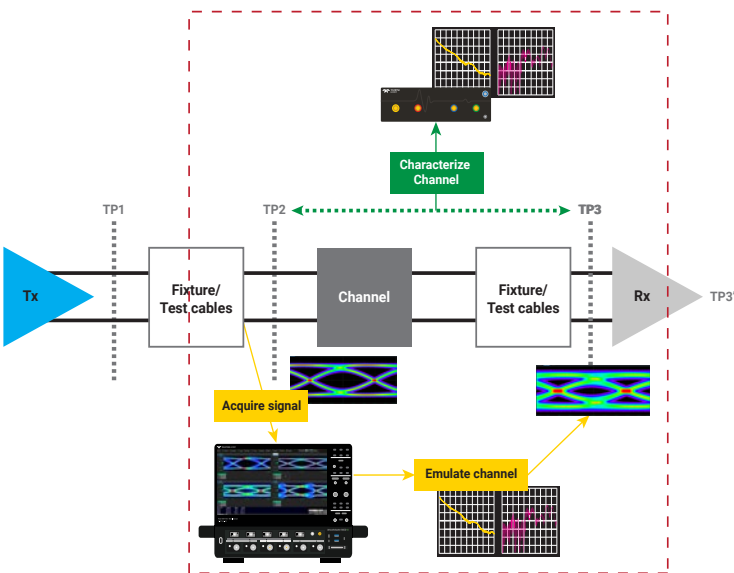 Characterize
Channel
TP1
TP2
TP3
Tx
Fixture/
Test cables
Channel
Fixture/
Test cables
Rx
TP3'
Acquire signal
Emulate channel